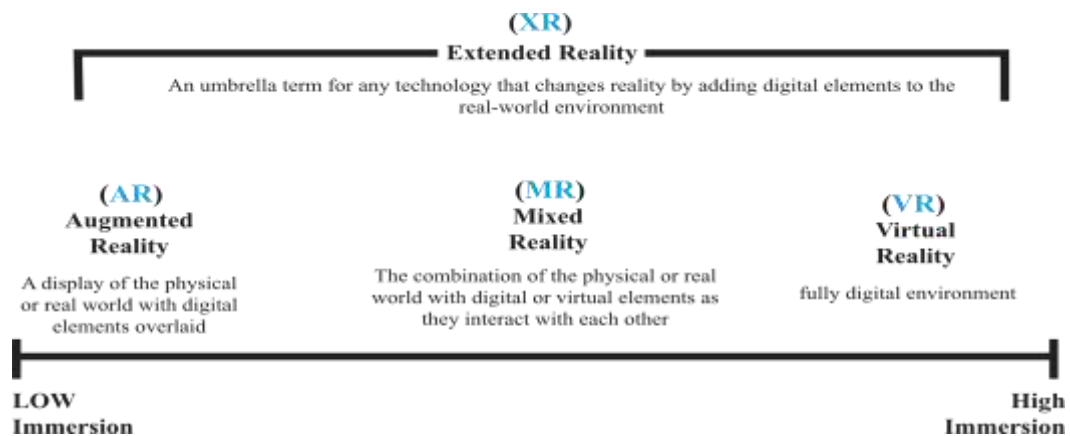 (XR)
Extended Reality
An umbrella term for any technology that changes reality by adding digital elements to the
real-world environment
(AR)
Augmented
Reality
A display of the physical
or real world with digital
elements overlaid
(MR)
Mixed
Reality
The combination of the physical or real
world with digital or virtual elements as
they interact with each other
(VR)
Virtual
Reality
fully digital environment
LOW
Immersion
High
Immersion